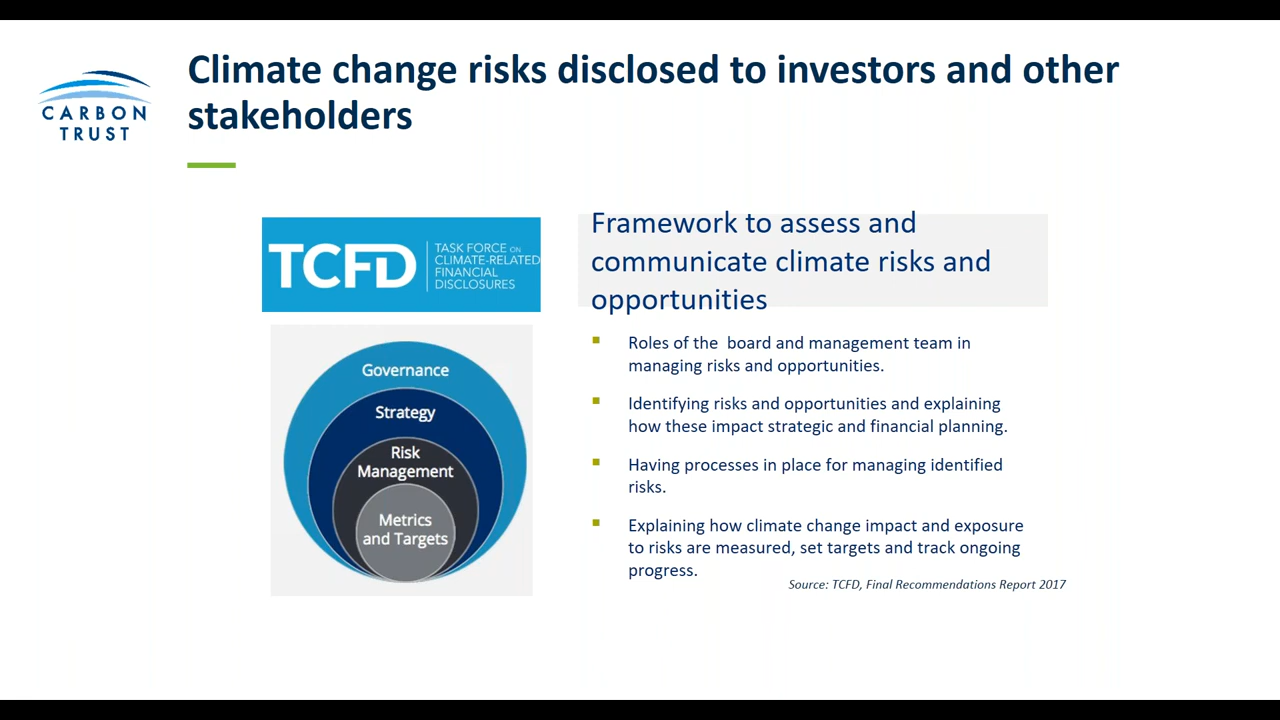 Climate change risks disclosed to investors and other
stakeholders
CARBON
TRUST
TCFD
TASK FORCE ON
CLIMATE-RELATED
FINANCIAL
DISCLOSURES
Governance
Strategy
Risk
Management
Metrics
and Targets
Framework to assess and
communicate climate risks and
opportunities
Roles of the board and management team in
managing risks and opportunities.
Identifying risks and opportunities and explaining
how these impact strategic and financial planning.
Having processes in place for managing identified
risks.
Explaining how climate change impact and exposure
to risks are measured, set targets and track ongoing
progress.
Source: TCFD, Final Recommendations Report 2017